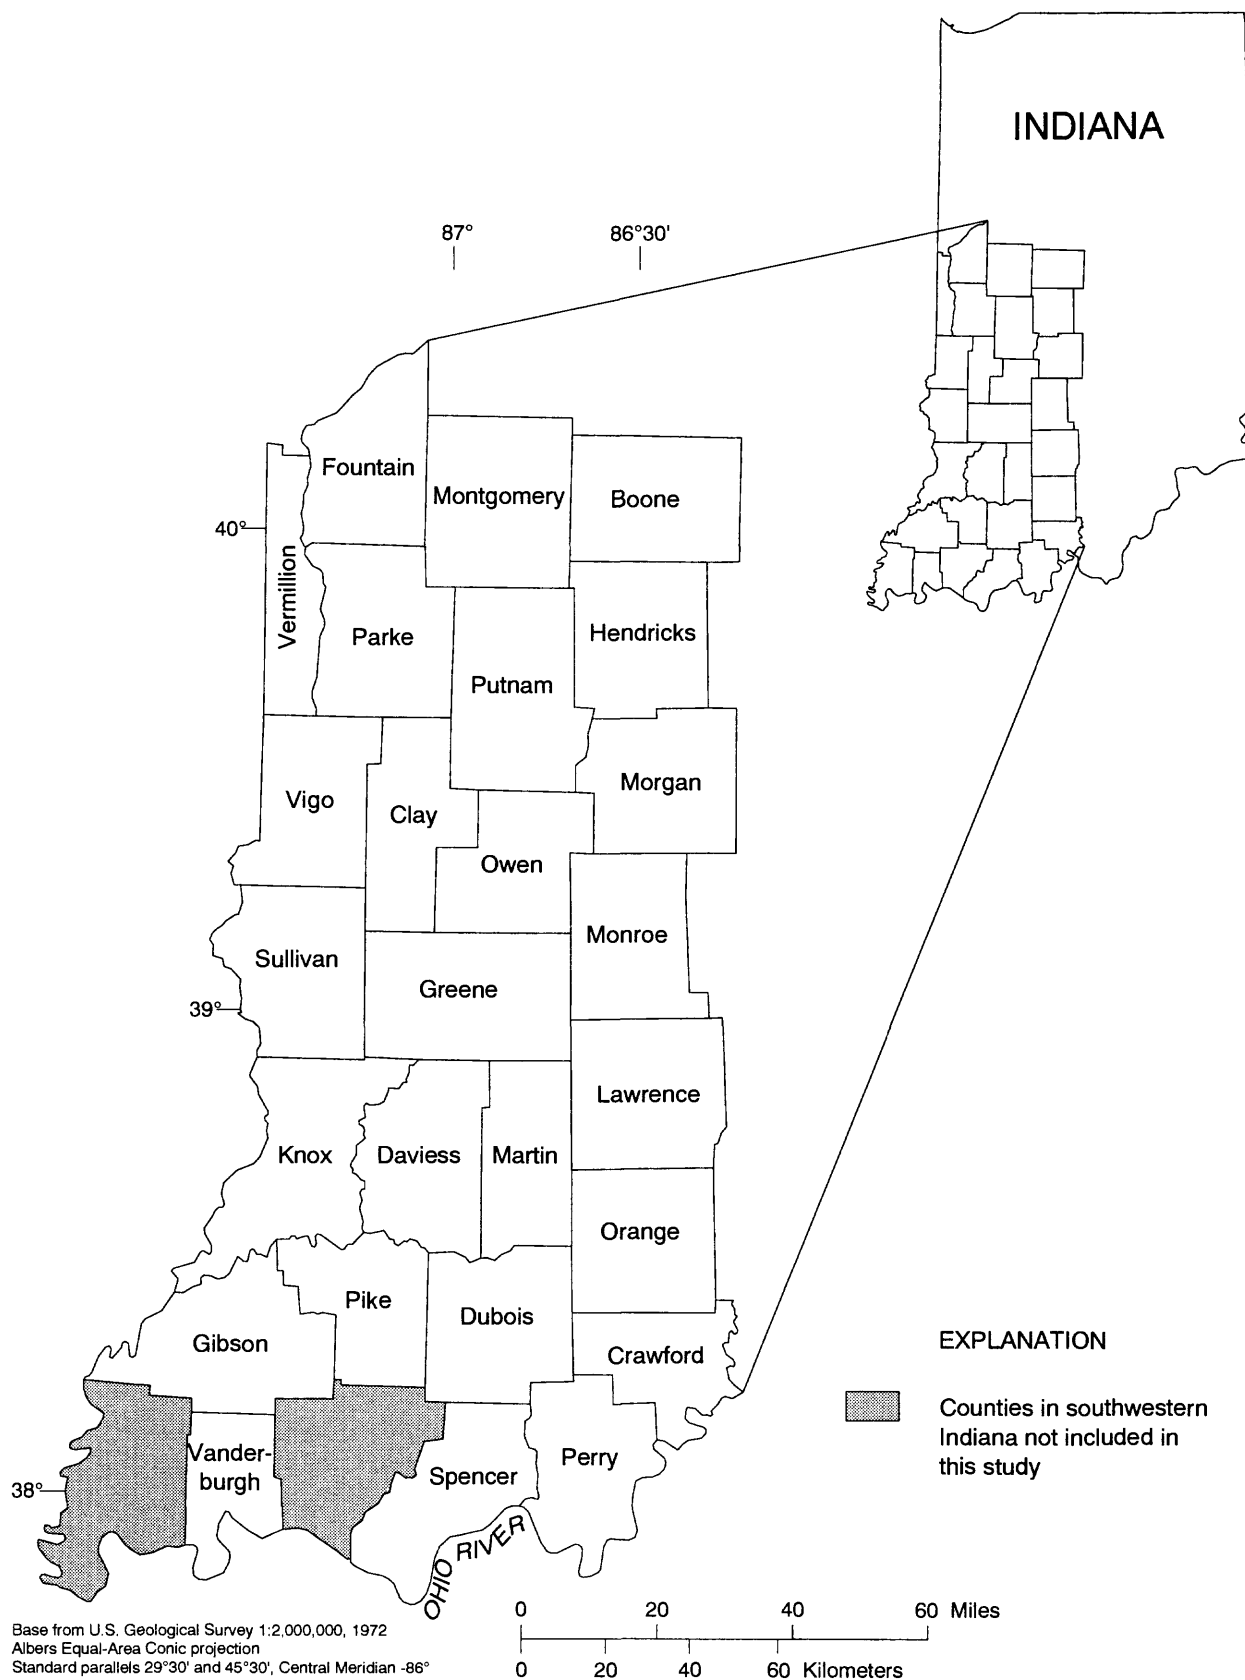 INDIANA
87°
86°30'
Fountain
Montgomery
Boone
40°
Vermillion
Parke
Hendricks
Putnam
Vigo
Clay
Morgan
Owen
Monroe
Sullivan
Greene
39°
Lawrence
Knox
Daviess
Martin
Orange
Pike
Dubois
Gibson
Crawford
EXPLANATION
Counties in southwestern
Indiana not included in
this study
Vander-
burgh
Spencer
Perry
38°
OHIO RIVER
0 20 40 60 Miles
0 20 40 60 Kilometers
Base from U.S. Geological Survey 1:2,000,000, 1972
Albers Equal-Area Conic projection
Standard parallels 29°30' and 45°30', Central Meridian -86°